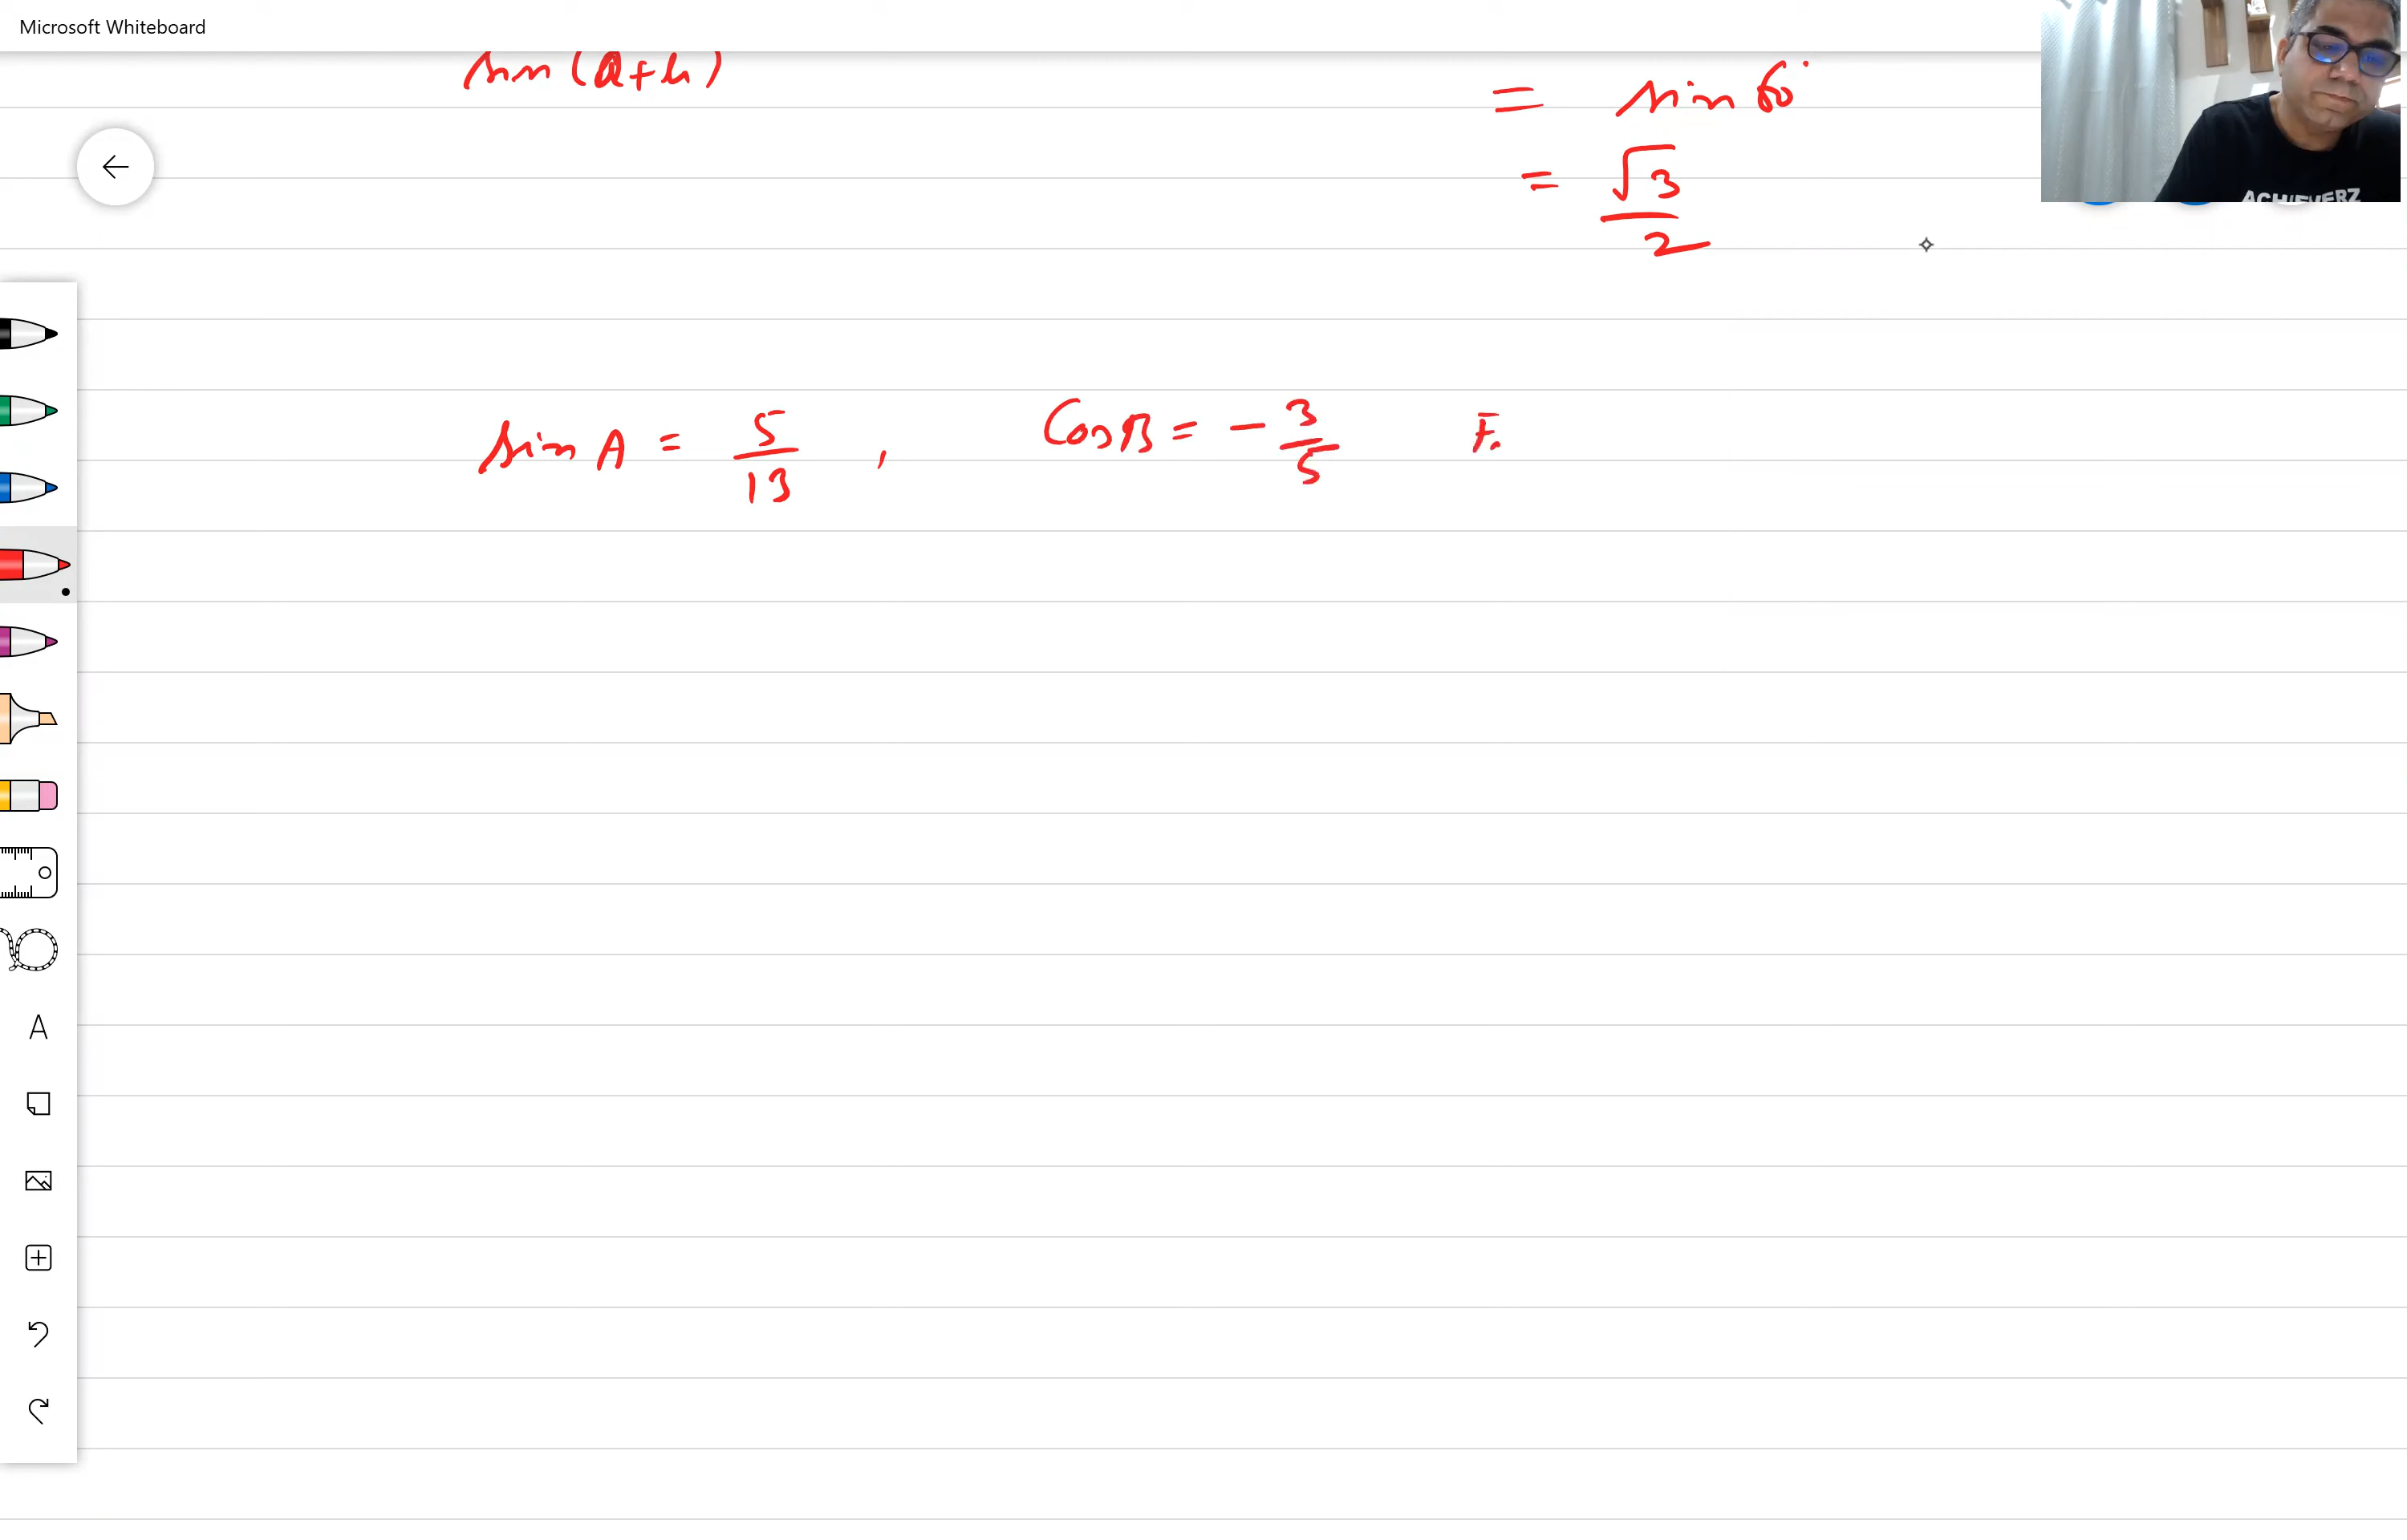 Microsoft Whiteboard
sin (a+b)
= sin 60°
= √3/2
ACHIEVERZ
sin A = 5/13 , Cos B = - 3/5 F.
A